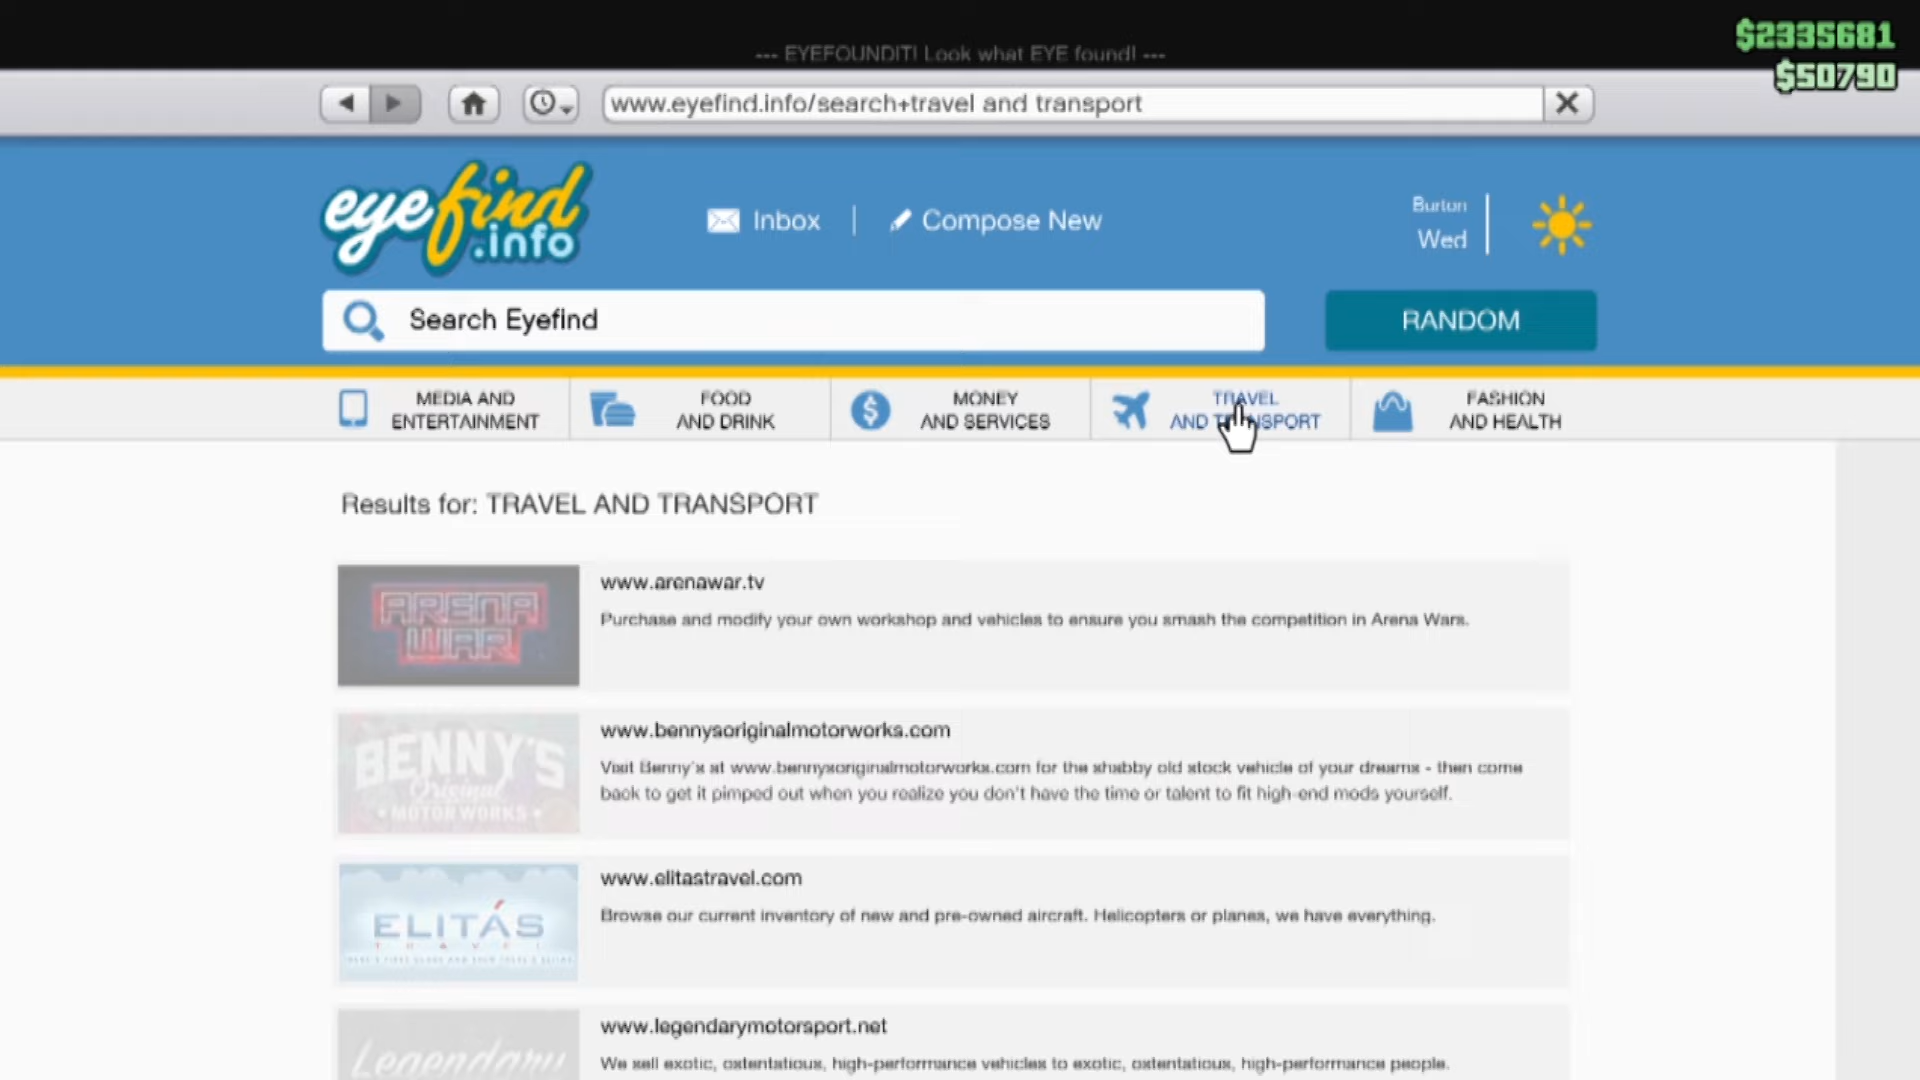 $2335681
--- EYEFOUNDIT! Look what EYE found! ---
$50790
www.eyefind.info/search+travel and transport
eyefind
.info
Inbox
Compose New
Burton
Wed
Search Eyefind
RANDOM
MEDIA AND
ENTERTAINMENT
FOOD
AND DRINK
MONEY
AND SERVICES
TRAVEL
AND TRANSPORT
FASHION
AND HEALTH
Results for: TRAVEL AND TRANSPORT
ARENA
WAR
www.arenawar.tv
Purchase and modify your own workshop and vehicles to ensure you smash the competition in Arena Wars.
BENNY'S
Original
MOTOR WORKS
www.bennysoriginalmotorworks.com
Visit Benny's at www.bennysoriginalmotorworks.com for the shabby old stock vehicle of your dreams - then come
back to get it pimped out when you realize you don't have the time or talent to fit high-end mods yourself.
ELITÁS
TRAVEL
www.elitastravel.com
Browse our current inventory of new and pre-owned aircraft. Helicopters or planes, we have everything.
Legendary
www.legendarymotorsport.net
We sell exotic, ostentatious, high-performance vehicles to exotic, ostentatious, high-performance people.